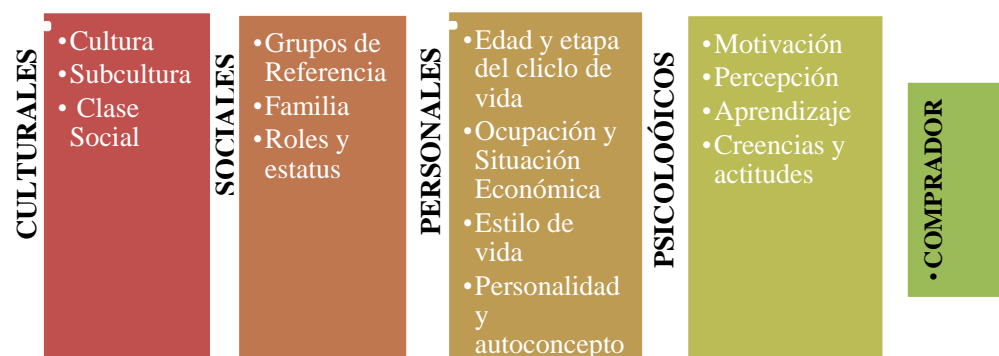 CULTURALES
•Cultura
•Subcultura
• Clase
Social
SOCIALES
•Grupos de
Referencia
•Familia
•Roles y
estatus
PERSONALES
•Edad y etapa
del cliclo de
vida
•Ocupación y
Situación
Económica
•Estilo de
vida
•Personalidad
y
autoconcepto
PSICOLOÓICOS
•Motivación
•Percepción
•Aprendizaje
•Creencias y
actitudes
•COMPRADOR